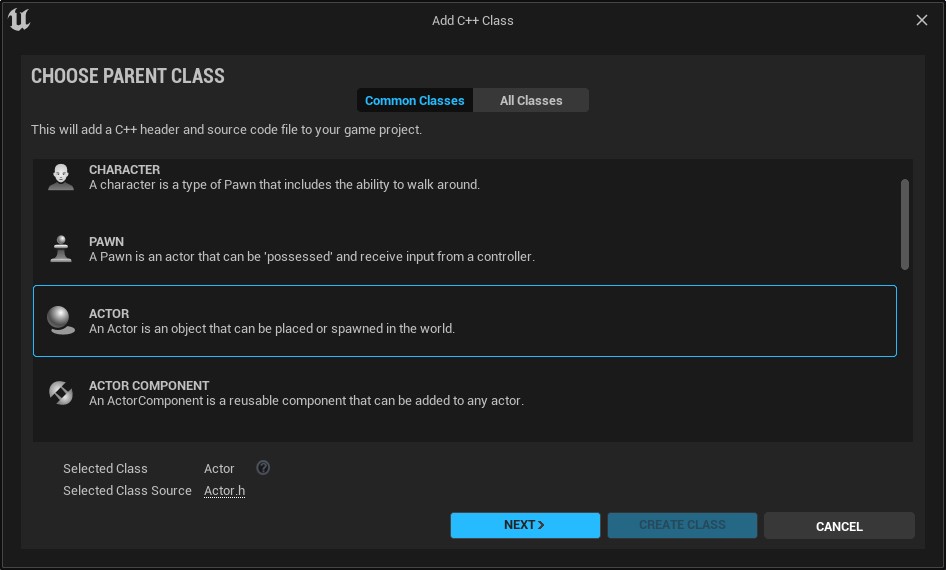 Add C++ Class
CHOOSE PARENT CLASS
Common Classes
All Classes
This will add a C++ header and source code file to your game project.
CHARACTER
A character is a type of Pawn that includes the ability to walk around.
PAWN
A Pawn is an actor that can be 'possessed' and receive input from a controller.
ACTOR
An Actor is an object that can be placed or spawned in the world.
ACTOR COMPONENT
An ActorComponent is a reusable component that can be added to any actor.
Selected Class Actor ?
Selected Class Source Actor.h
NEXT >
CREATE CLASS
CANCEL